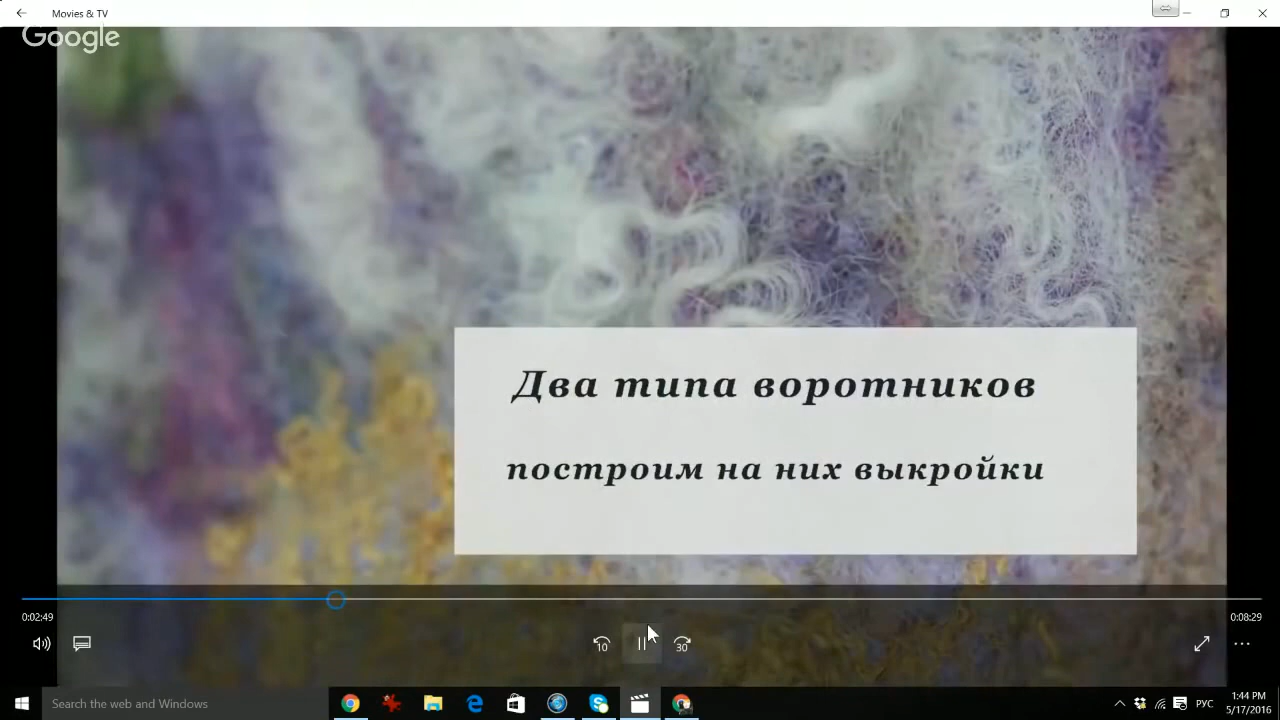 Movies & TV
Google
Два типа воротников
построим на них выкройки
0:02:49
0:08:29
10
30
Search the web and Windows
РУС
1:44 PM
5/17/2016